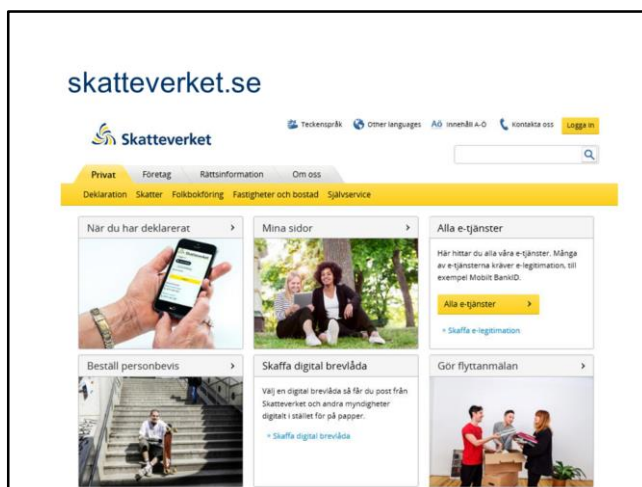 skatteverket.se
Teckenspråk Other languages AÖ Innehåll A-Ö Kontakta oss Logga in
Skatteverket
Privat Företag Rättsinformation Om oss
Deklaration Skatter Folkbokföring Fastigheter och bostad Självservice
När du har deklarerat >
Mina sidor >
Alla e-tjänster
Här hittar du alla våra e-tjänster. Många
av e-tjänsterna kräver e-legitimation, till
exempel Mobilt BankID.
Alla e-tjänster >
+ Skaffa e-legitimation
Beställ personbevis >
Skaffa digital brevlåda
Välj en digital brevlåda så får du post från
Skatteverket och andra myndigheter
digitalt i stället för på papper.
+ Skaffa digital brevlåda
Gör flyttanmälan >